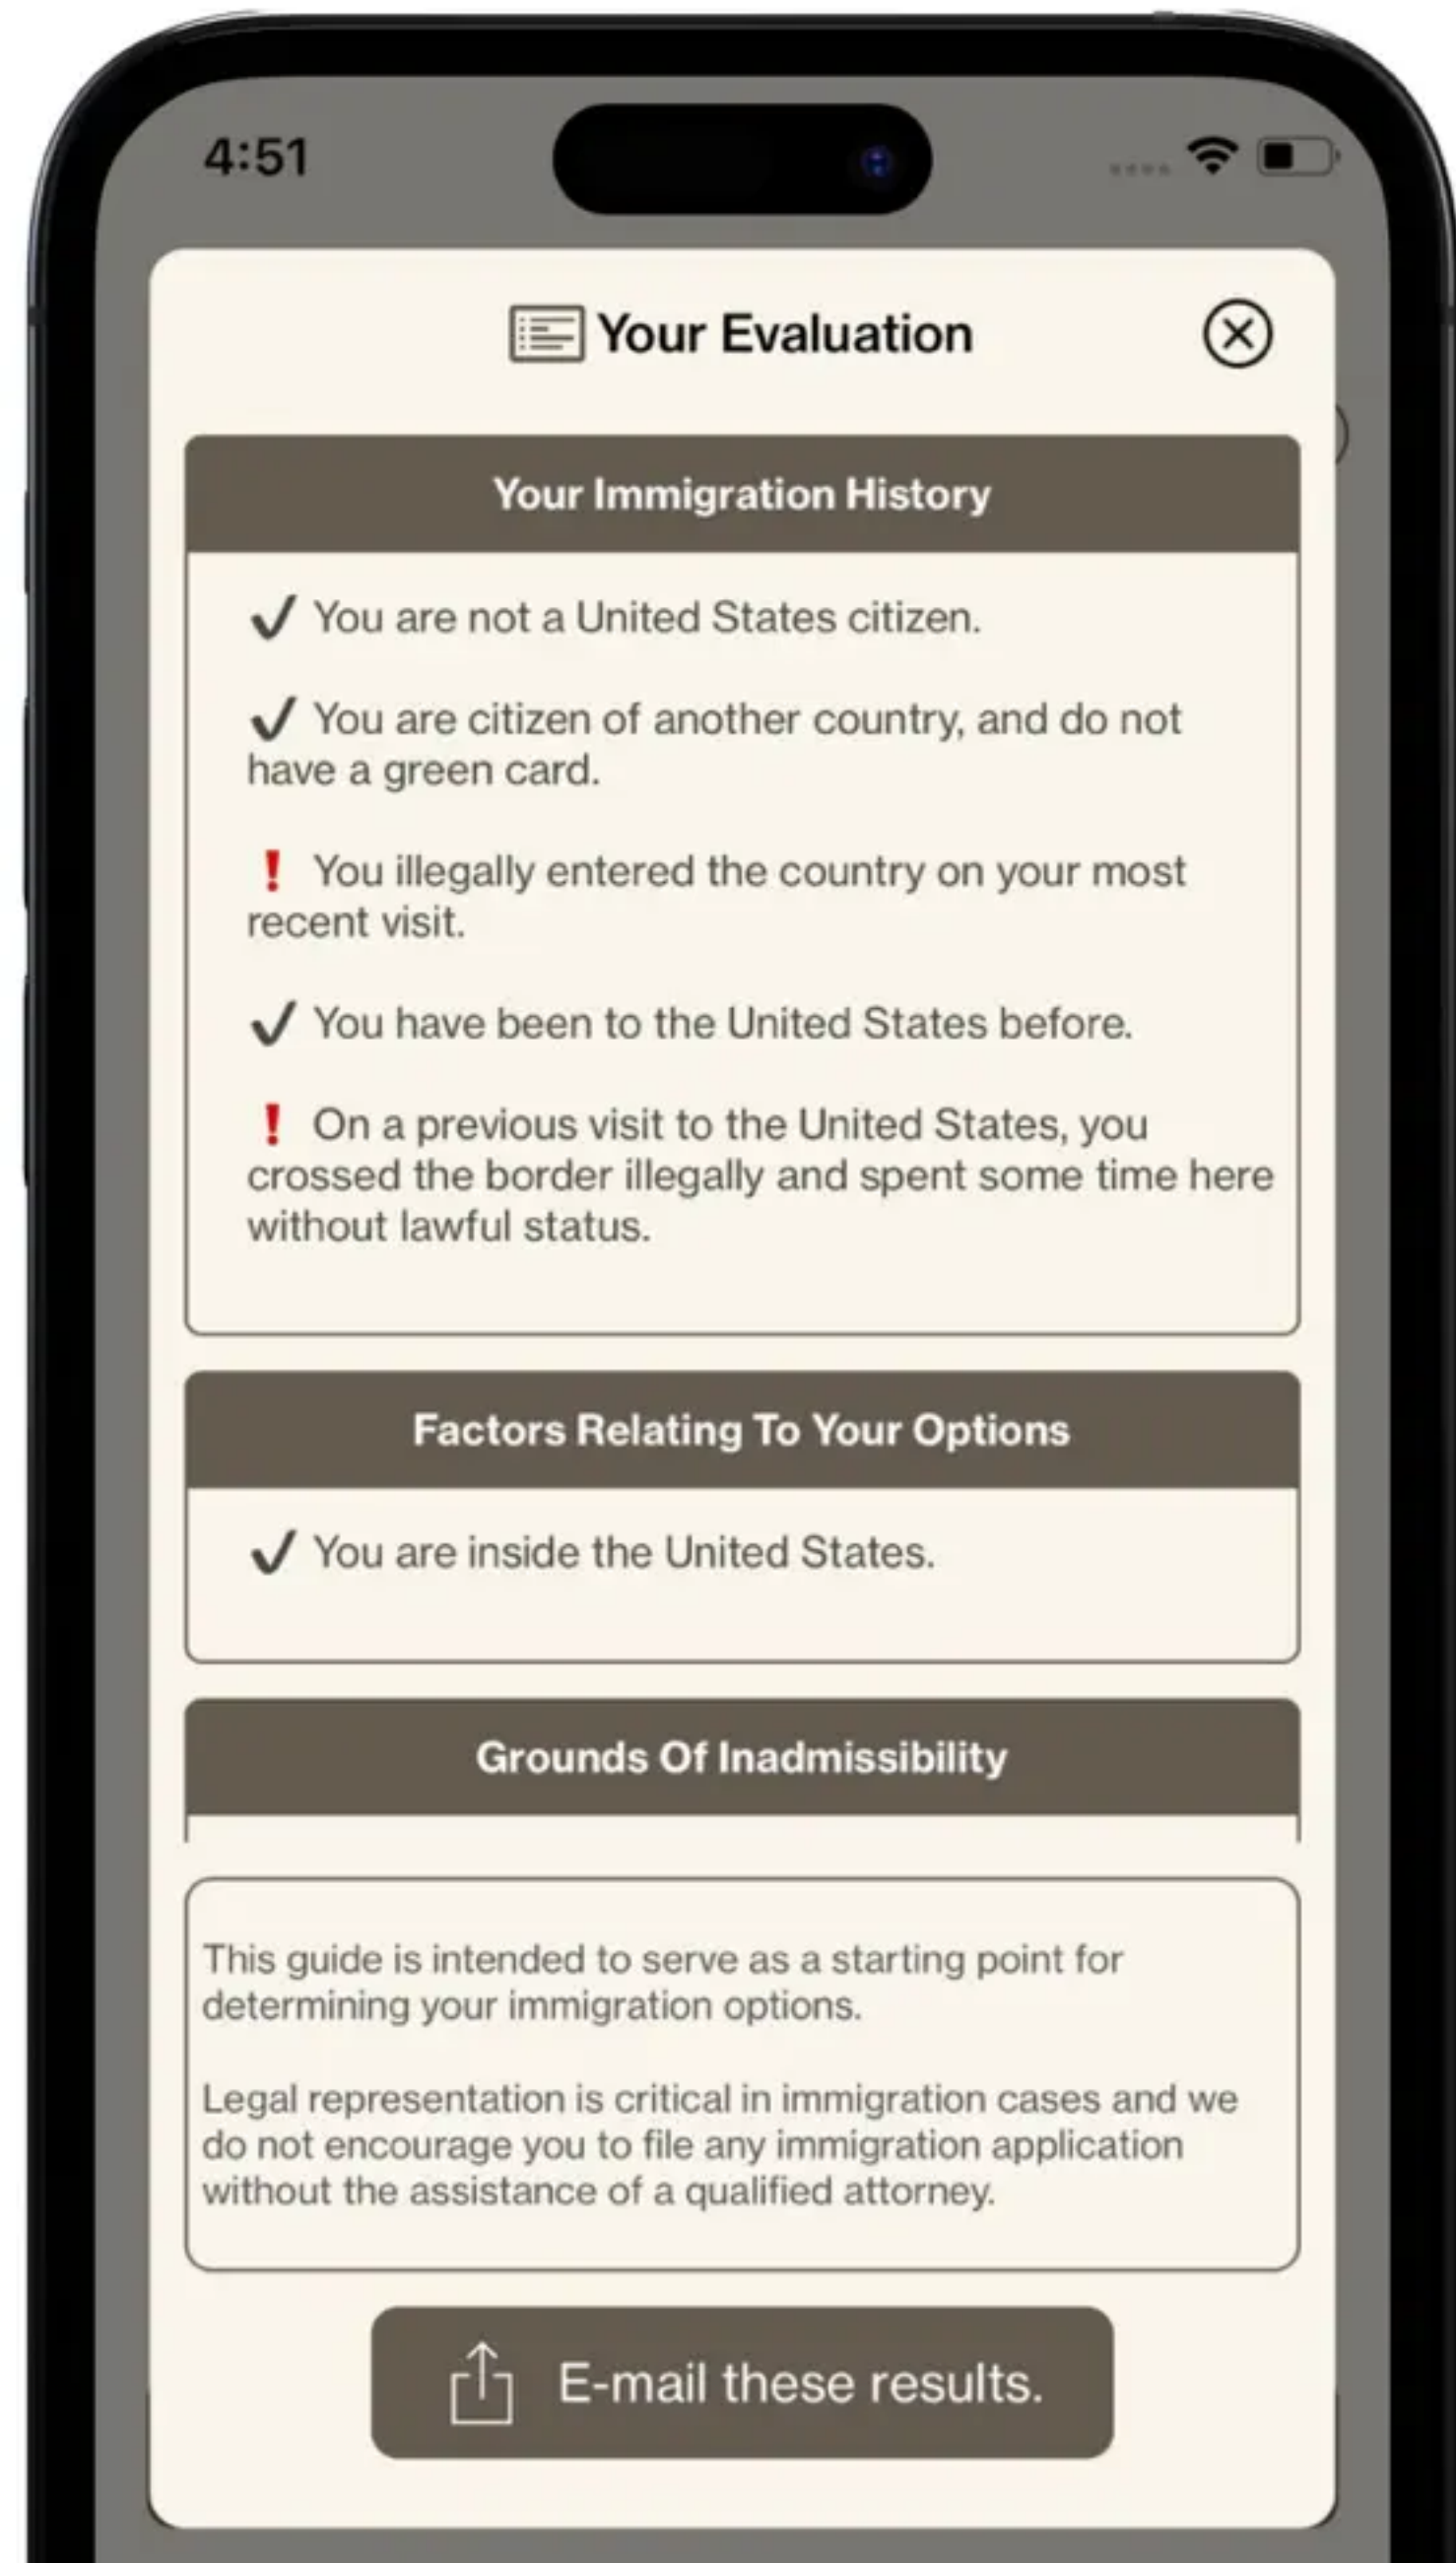 4:51
Your Evaluation
Your Immigration History
✔ You are not a United States citizen.
✔ You are citizen of another country, and do not
have a green card.
❗ You illegally entered the country on your most
recent visit.
✔ You have been to the United States before.
❗ On a previous visit to the United States, you
crossed the border illegally and spent some time here
without lawful status.
Factors Relating To Your Options
✔ You are inside the United States.
Grounds Of Inadmissibility
This guide is intended to serve as a starting point for
determining your immigration options.
Legal representation is critical in immigration cases and we
do not encourage you to file any immigration application
without the assistance of a qualified attorney.
E-mail these results.